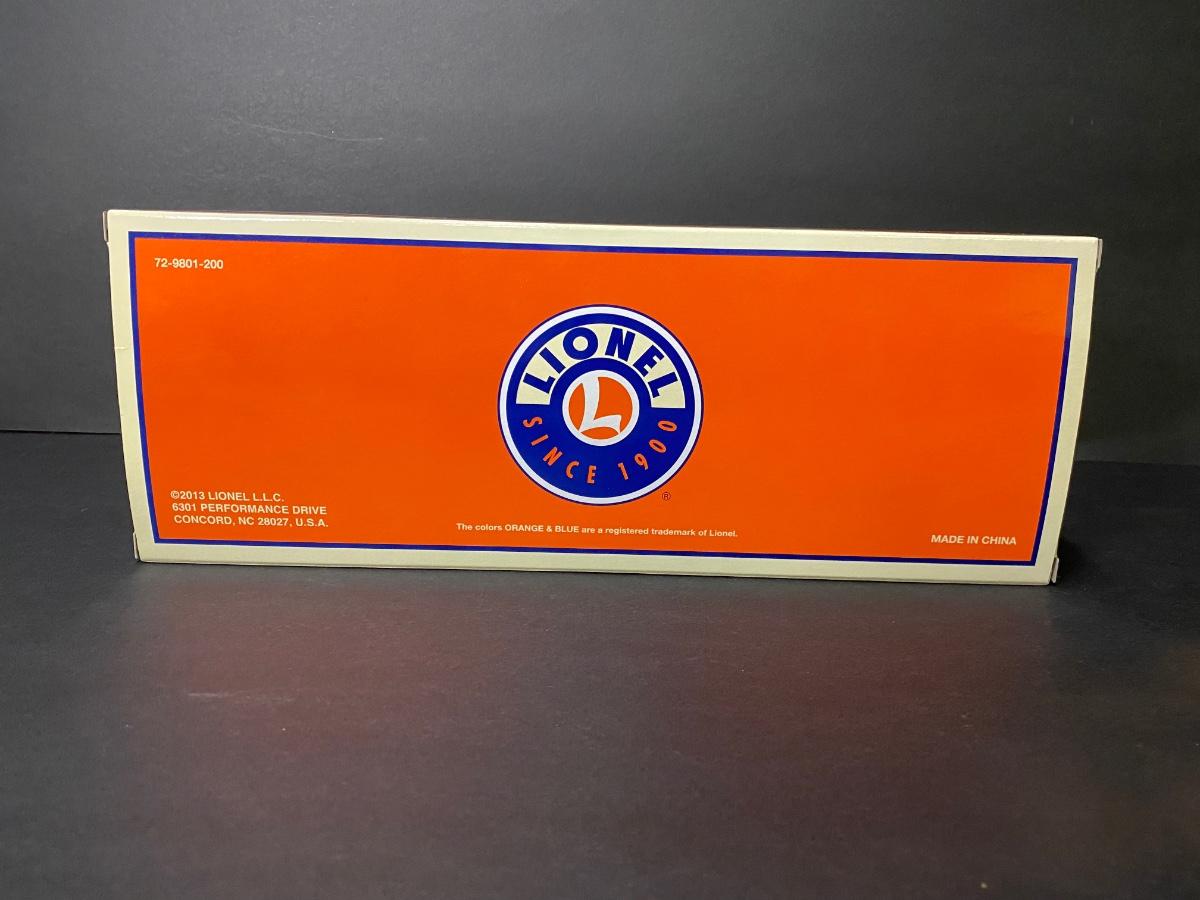 72-9801-200
LIONEL
L
SINCE 1900
®
©2013 LIONEL L.L.C.
6301 PERFORMANCE DRIVE
CONCORD, NC 28027, U.S.A.
The colors ORANGE & BLUE are a registered trademark of Lionel.
MADE IN CHINA